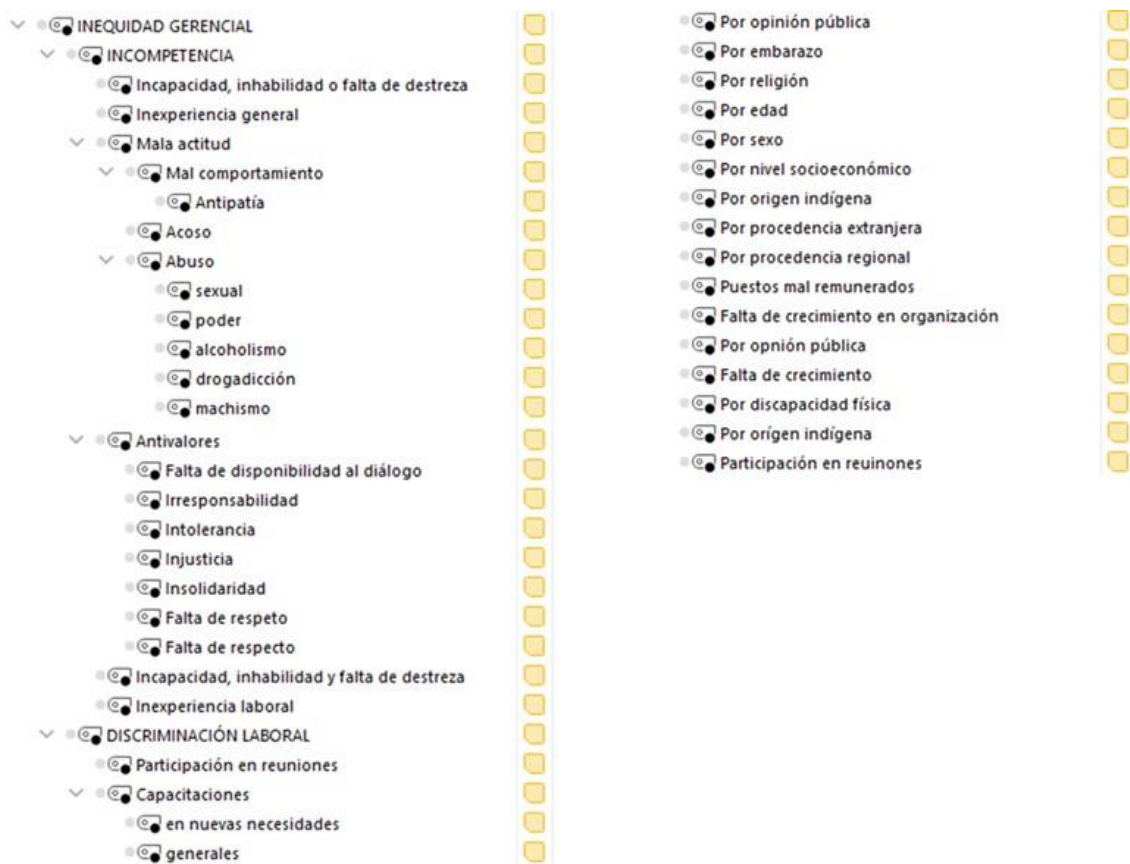 INEQUIDAD GERENCIAL
INCOMPETENCIA
Incapacidad, inhabilidad o falta de destreza
Inexperiencia general
Mala actitud
Mal comportamiento
Antipatía
Acoso
Abuso
sexual
poder
alcoholismo
drogadicción
machismo
Antivalores
Falta de disponibilidad al diálogo
Irresponsabilidad
Intolerancia
Injusticia
Insolidaridad
Falta de respeto
Falta de respecto
Incapacidad, inhabilidad y falta de destreza
Inexperiencia laboral
DISCRIMINACIÓN LABORAL
Participación en reuniones
Capacitaciones
en nuevas necesidades
generales
Por opinión pública
Por embarazo
Por religión
Por edad
Por sexo
Por nivel socioeconómico
Por origen indígena
Por procedencia extranjera
Por procedencia regional
Puestos mal remunerados
Falta de crecimiento en organización
Por opnión pública
Falta de crecimiento
Por discapacidad física
Por orígen indígena
Participación en reuinones